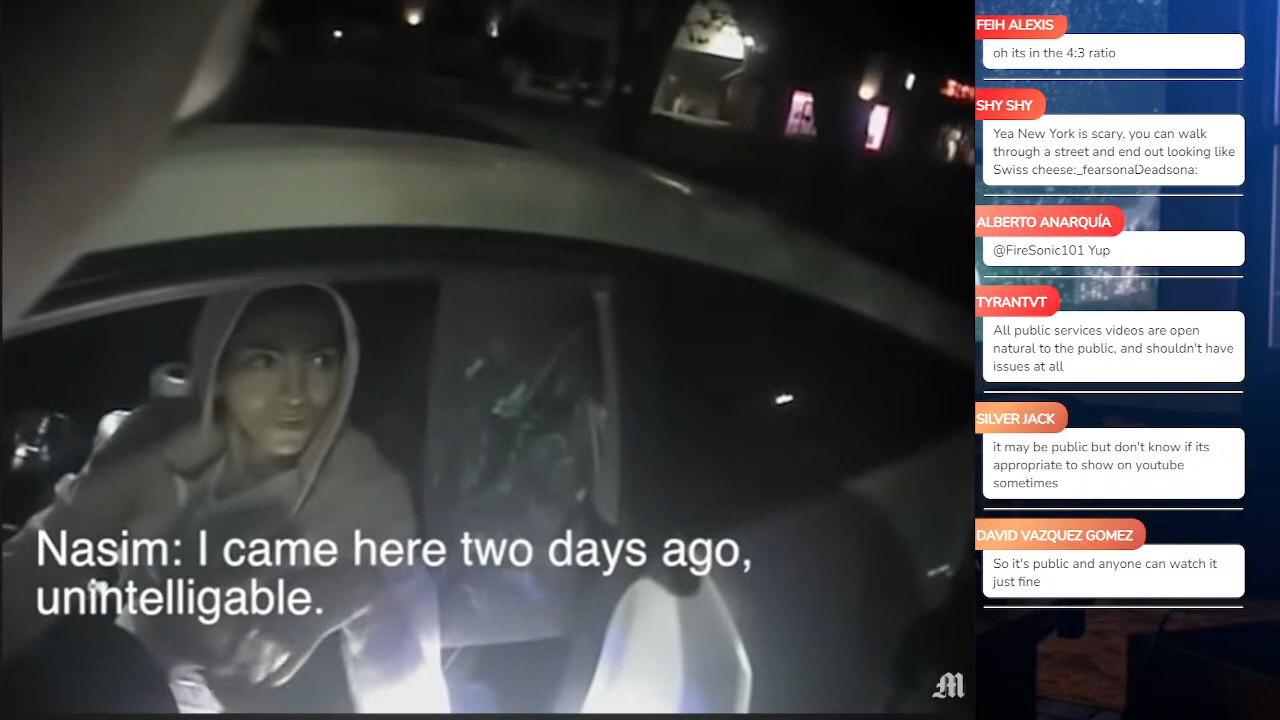 Nasim: I came here two days ago,
unintelligable.
M
FEIH ALEXIS
oh its in the 4:3 ratio
SHY SHY
Yea New York is scary, you can walk
through a street and end out looking like
Swiss cheese:_fearsonaDeadsona:
ALBERTO ANARQUÍA
@FireSonic101 Yup
TYRANTVT
All public services videos are open
natural to the public, and shouldn't have
issues at all
SILVER JACK
it may be public but don't know if its
appropriate to show on youtube
sometimes
DAVID VAZQUEZ GOMEZ
So it's public and anyone can watch it
just fine